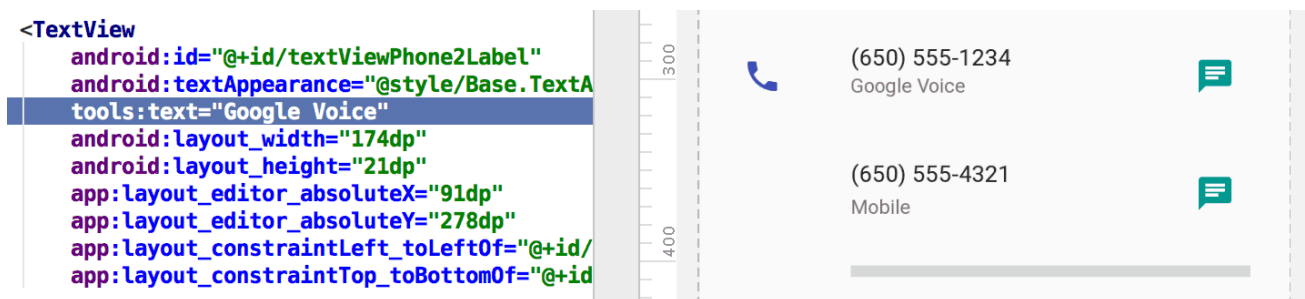 <TextView
android:id="@+id/textViewPhone2Label"
android:textAppearance="@style/Base.TextA
tools:text="Google Voice"
android:layout_width="174dp"
android:layout_height="21dp"
app:layout_editor_absoluteX="91dp"
app:layout_editor_absoluteY="278dp"
app:layout_constraintLeft_toLeftOf="@+id/
app:layout_constraintTop_toBottomOf="@+id
300
400
(650) 555-1234
Google Voice
(650) 555-4321
Mobile